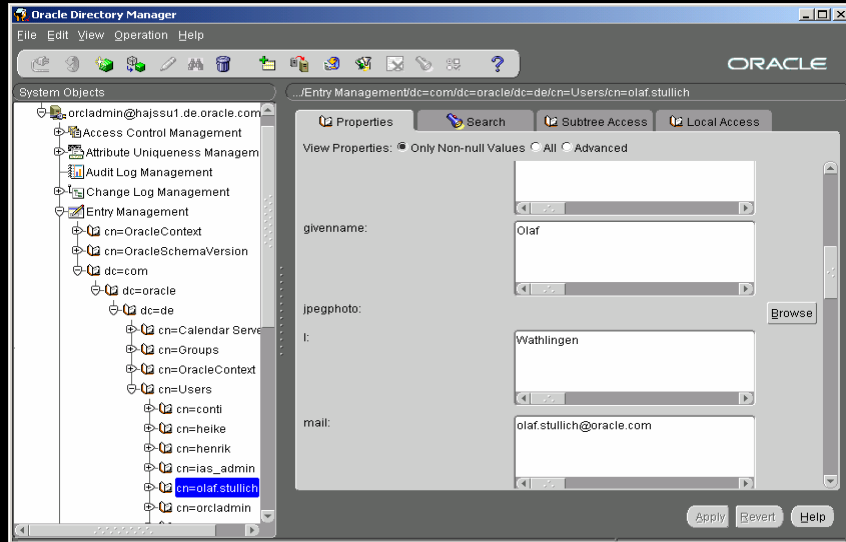 Oracle Directory Manager
File Edit View Operation Help
ORACLE
System Objects
.../Entry Management/dc=com/dc=oracle/dc=de/cn=Users/cn=olaf.stullich
orcladmin@hajssu1.de.oracle.com
Access Control Management
Attribute Uniqueness Managem
Audit Log Management
Change Log Management
Entry Management
cn=OracleContext
cn=OracleSchemaVersion
dc=com
dc=oracle
dc=de
cn=Calendar Serve
cn=Groups
cn=OracleContext
cn=Users
cn=conti
cn=heike
cn=henrik
cn=ias_admin
cn=olaf.stullich
cn=orcladmin
Properties Search Subtree Access Local Access
View Properties: Only Non-null Values All Advanced
givenname: Olaf
jpegphoto: Browse
l: Wathlingen
mail: olaf.stullich@oracle.com
Apply Revert Help